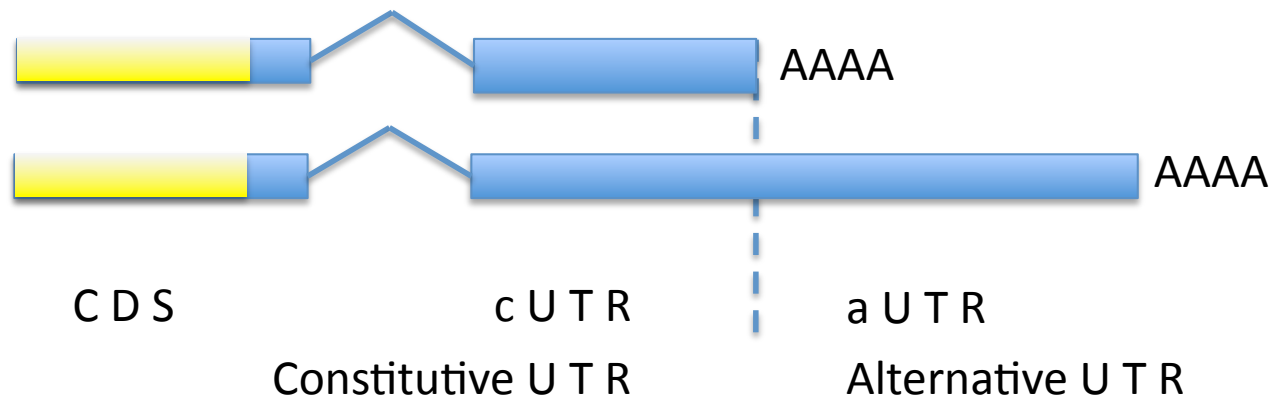 AAAA
AAAA
C D S c U T R a U T R
Constitutive U T R Alternative U T R